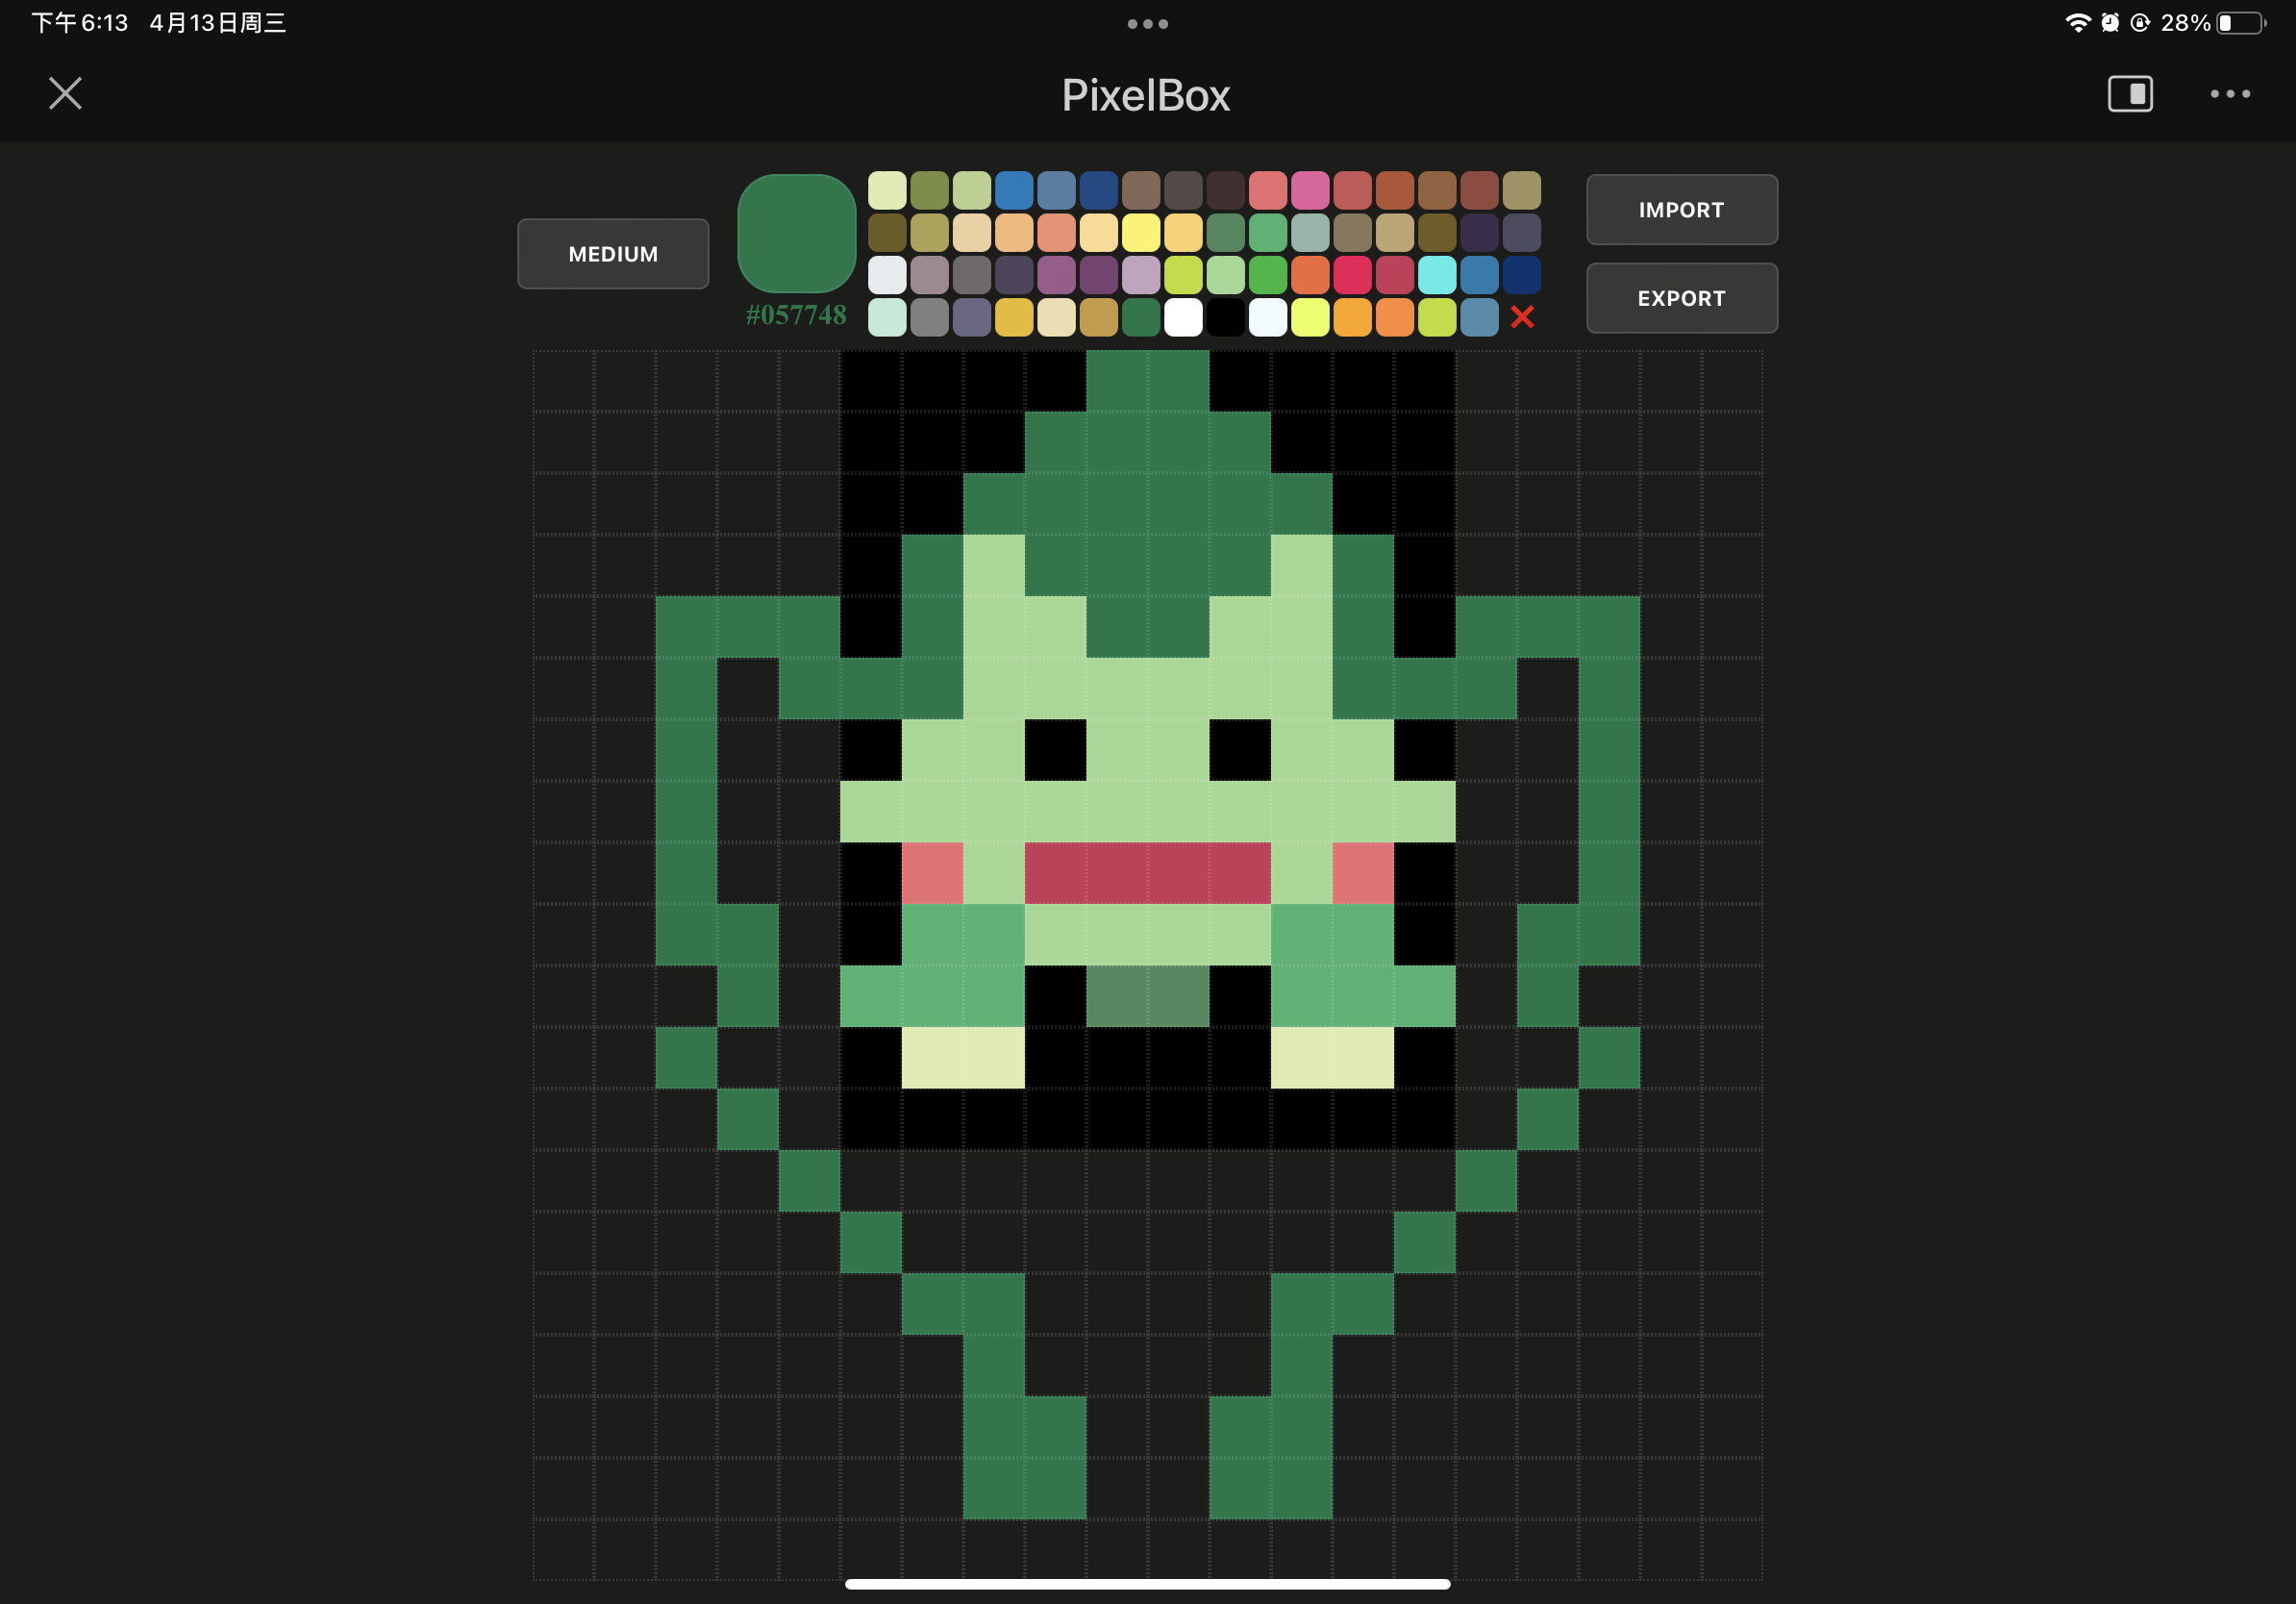 下午6:13 4月13日周三
28%
PixelBox
MEDIUM
#057748
IMPORT
EXPORT